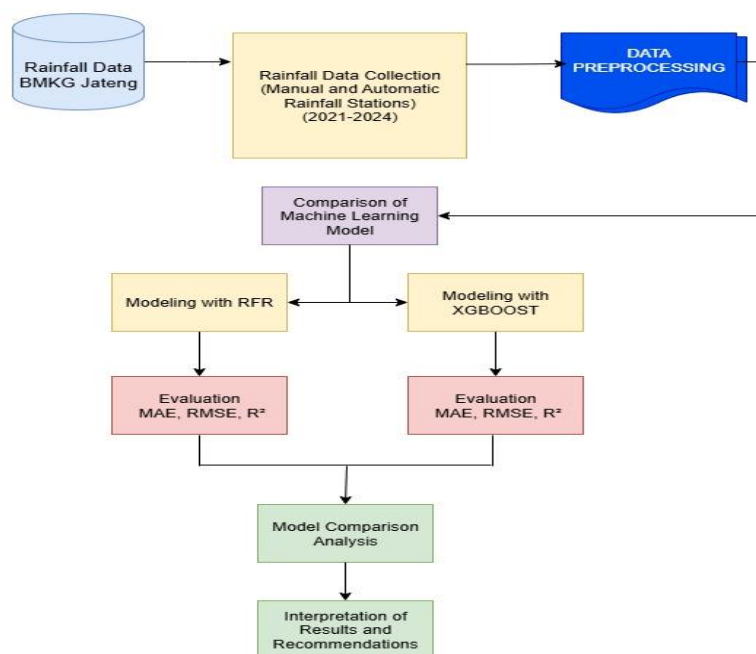 Rainfall Data
BMKG Jateng
Rainfall Data Collection
(Manual and Automatic
Rainfall Stations)
(2021-2024)
DATA
PREPROCESSING
Comparison of
Machine Learning
Model
Modeling with RFR
Modeling with
XGBOOST
Evaluation
MAE, RMSE, R²
Evaluation
MAE, RMSE, R²
Model Comparison
Analysis
Interpretation of
Results and
Recommendations